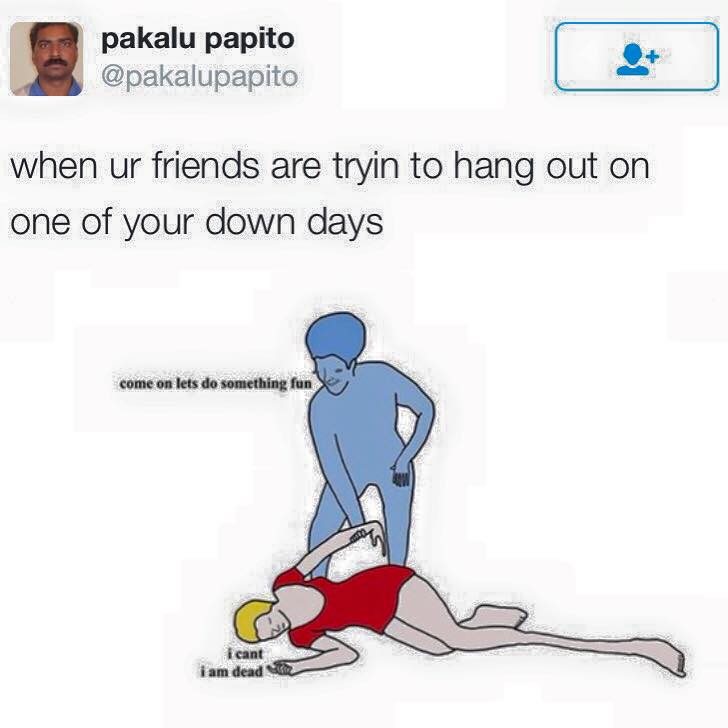 pakalu papito
@pakalupapito
when ur friends are tryin to hang out on
one of your down days
come on lets do something fun
i cant
i am dead